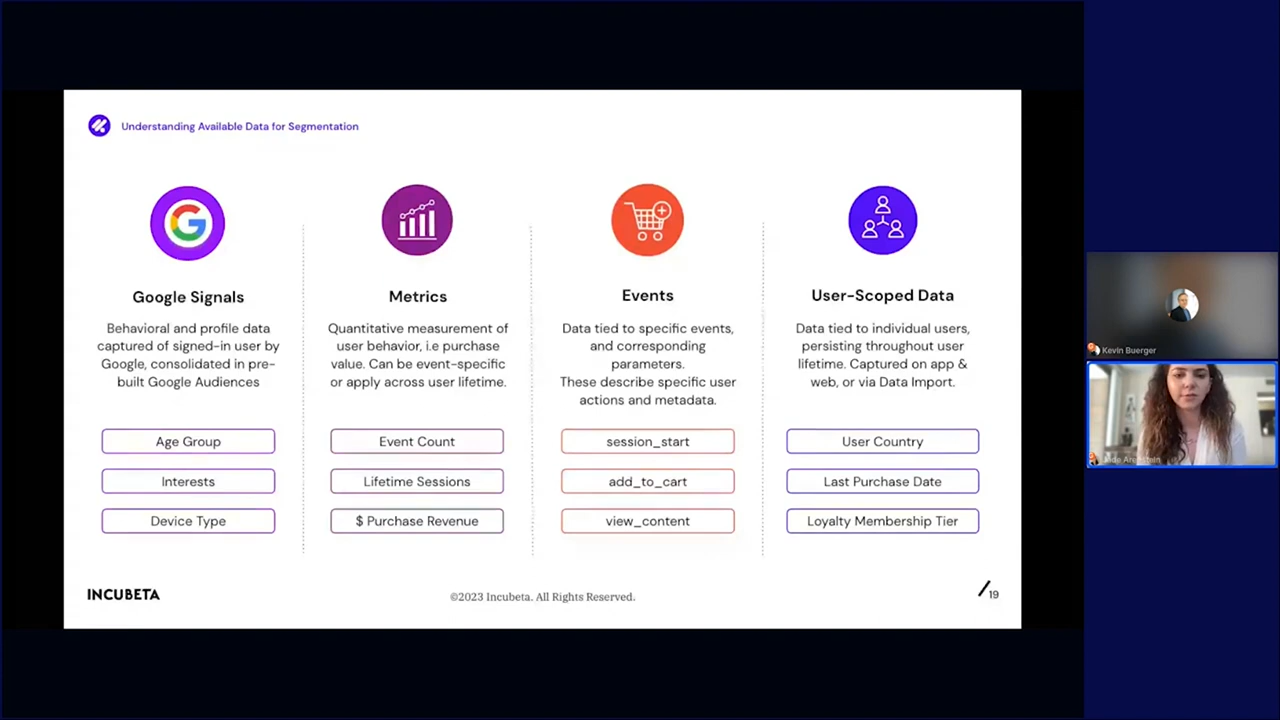 Understanding Available Data for Segmentation
Google Signals
Behavioral and profile data
captured of signed-in user by
Google, consolidated in pre-
built Google Audiences
Age Group
Interests
Device Type
Metrics
Quantitative measurement of
user behavior, i.e purchase
value. Can be event-specific
or apply across user lifetime.
Event Count
Lifetime Sessions
$ Purchase Revenue
Events
Data tied to specific events,
and corresponding
parameters.
These describe specific user
actions and metadata.
session_start
add_to_cart
view_content
User-Scoped Data
Data tied to individual users,
persisting throughout user
lifetime. Captured on app &
web, or via Data Import.
User Country
Last Purchase Date
Loyalty Membership Tier
INCUBETA
©2023 Incubeta. All Rights Reserved.
19
Kevin Buerger